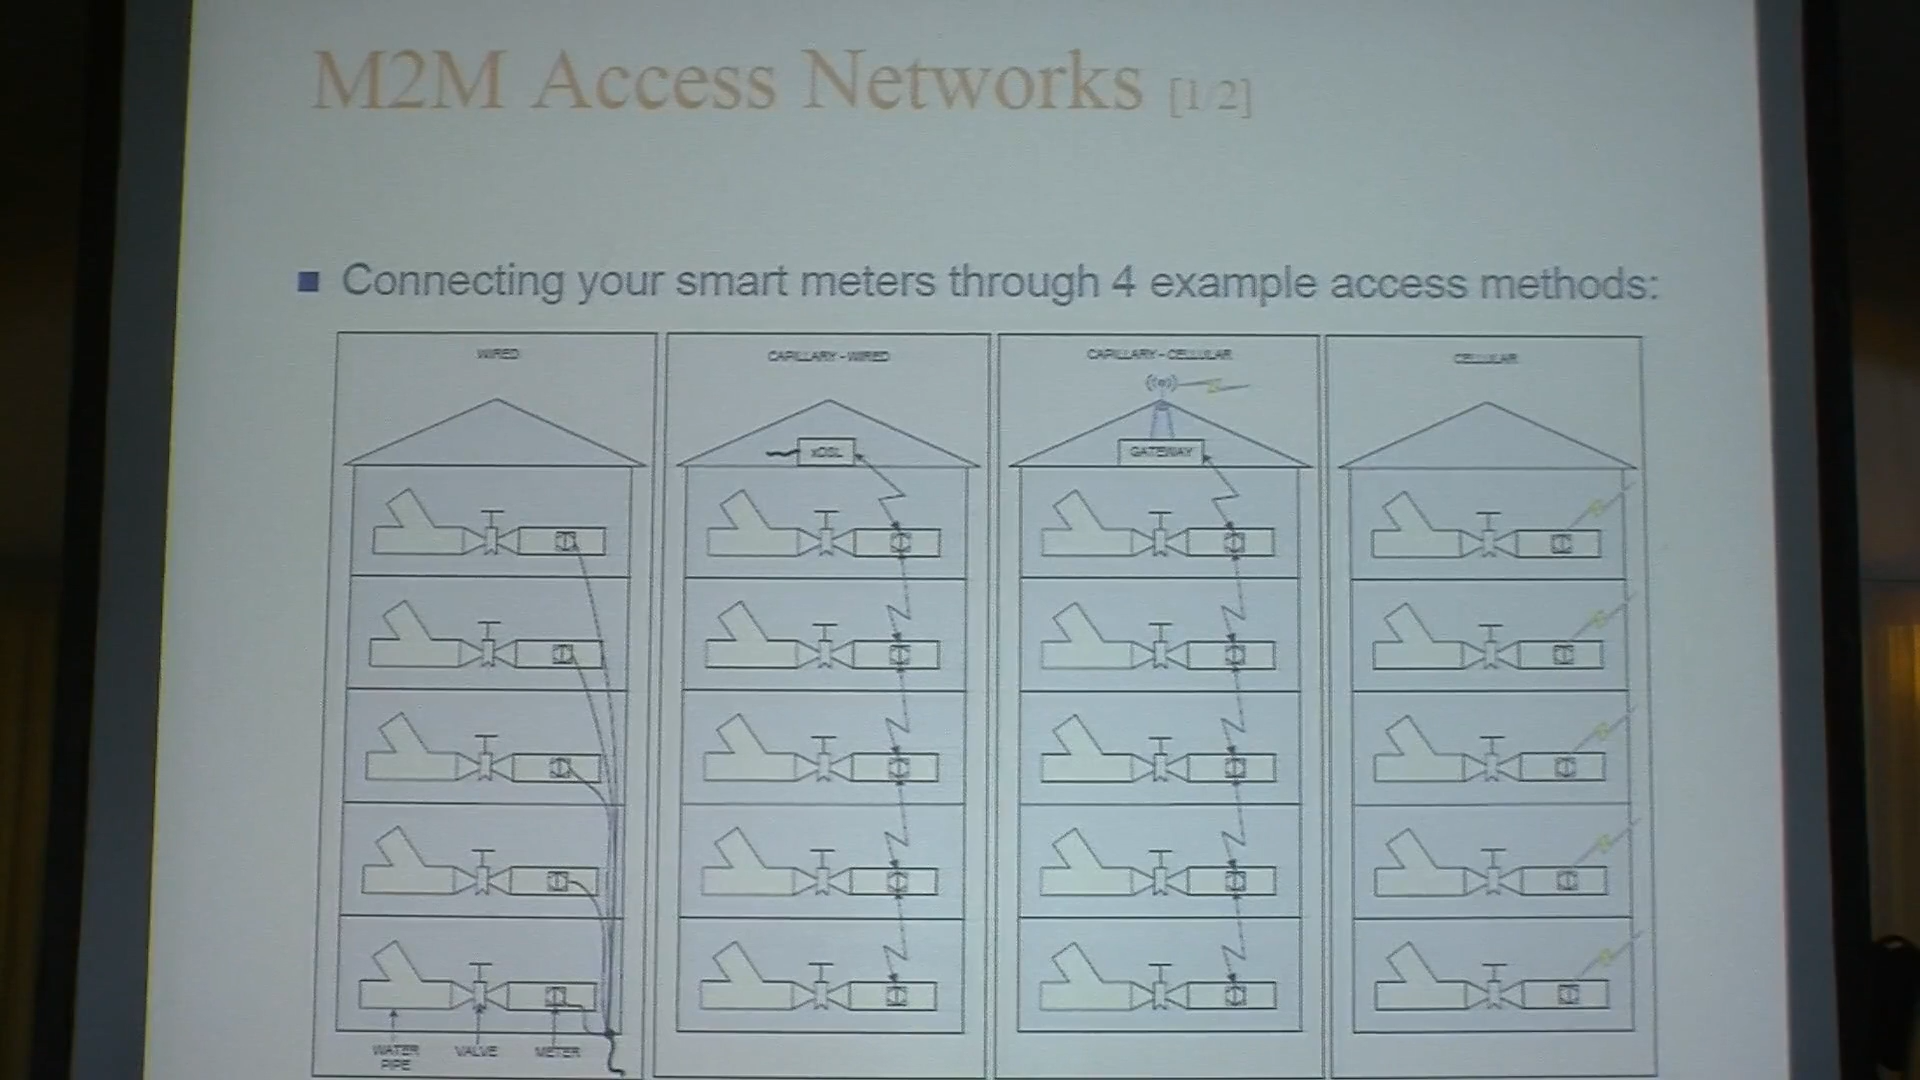 M2M Access Networks [1/2]
Connecting your smart meters through 4 example access methods:
WIRED
CAPILLARY - WIRED
CAPILLARY - CELLULAR
CELLULAR
xDSL
GATEWAY
WATER PIPE
VALVE
METER